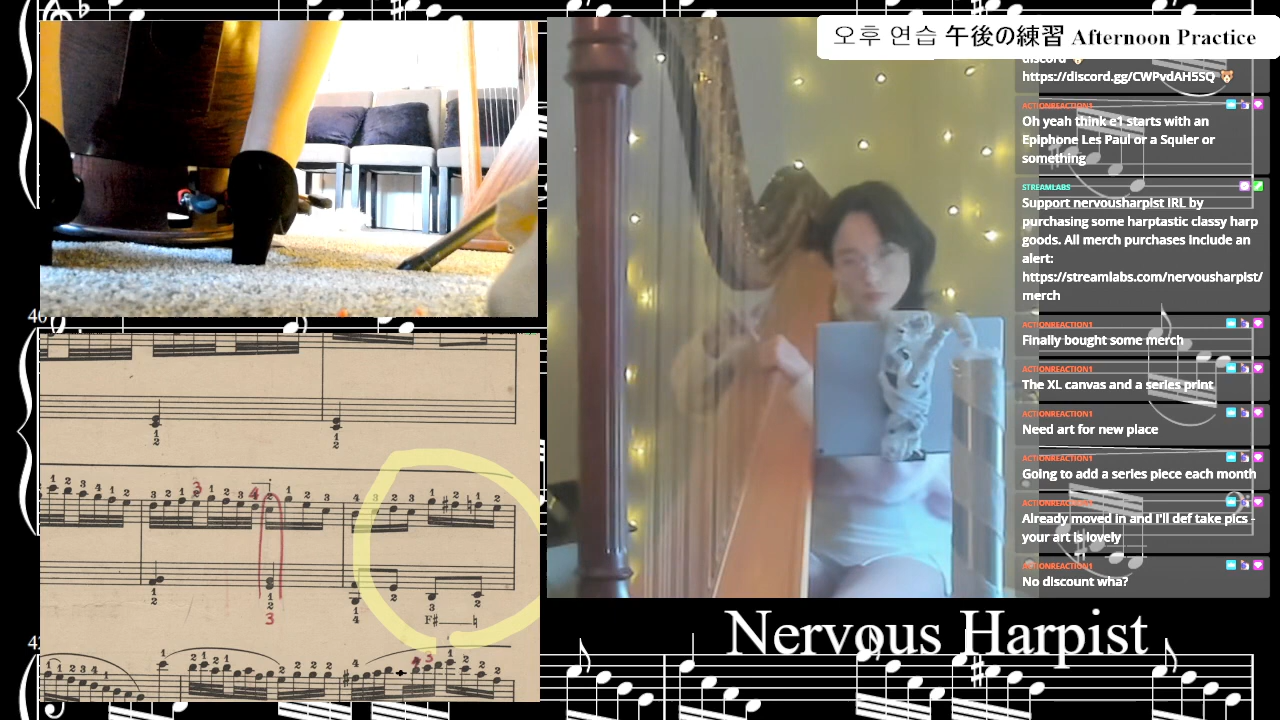 오후 연습 午後の練習 Afternoon Practice
discord
https://discord.gg/CWPvdAH5SQ
ACTIONREACTION1
Oh yeah think e1 starts with an
Epiphone Les Paul or a Squier or
something
STREAMLABS
Support nervousharpist IRL by
purchasing some harptastic classy harp
goods. All merch purchases include an
alert:
https://streamlabs.com/nervousharpist/
merch
ACTIONREACTION1
Finally bought some merch
ACTIONREACTION1
The XL canvas and a series print
ACTIONREACTION1
Need art for new place
ACTIONREACTION1
Going to add a series piece each month
ACTIONREACTION1
Already moved in and I'll def take pics -
your art is lovely
ACTIONREACTION1
No discount wha?
Nervous Harpist